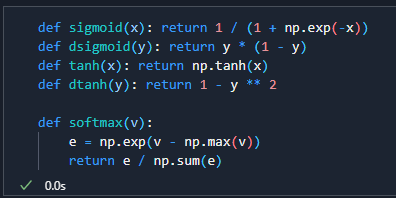 def sigmoid(x): return 1 / (1 + np.exp(-x))
def dsigmoid(y): return y * (1 - y)
def tanh(x): return np.tanh(x)
def dtanh(y): return 1 - y ** 2

def softmax(v):
    e = np.exp(v - np.max(v))
    return e / np.sum(e)
0.0s